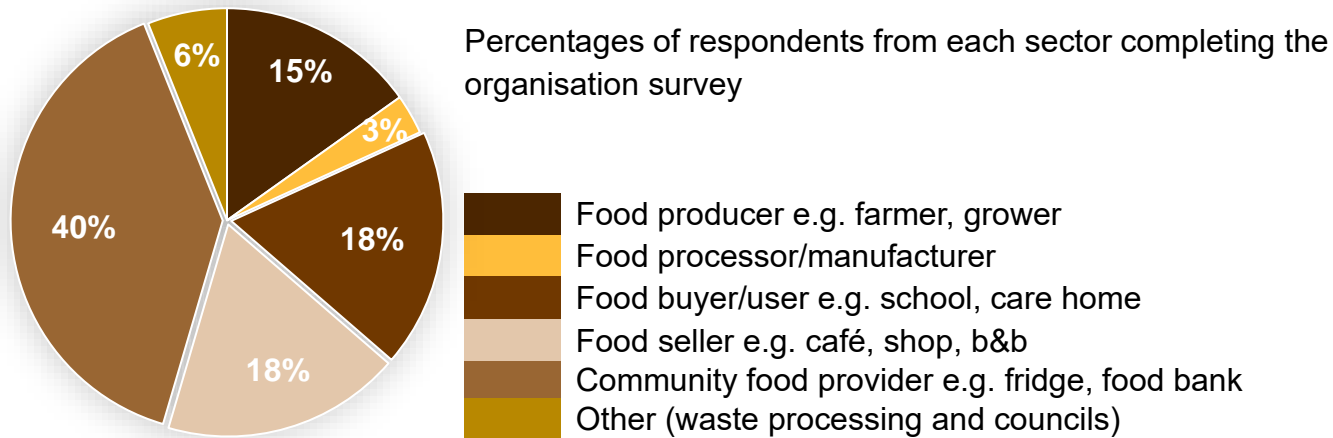 6%
15%
3%
40%
18%
18%
Percentages of respondents from each sector completing the
organisation survey
Food producer e.g. farmer, grower
Food processor/manufacturer
Food buyer/user e.g. school, care home
Food seller e.g. café, shop, b&b
Community food provider e.g. fridge, food bank
Other (waste processing and councils)